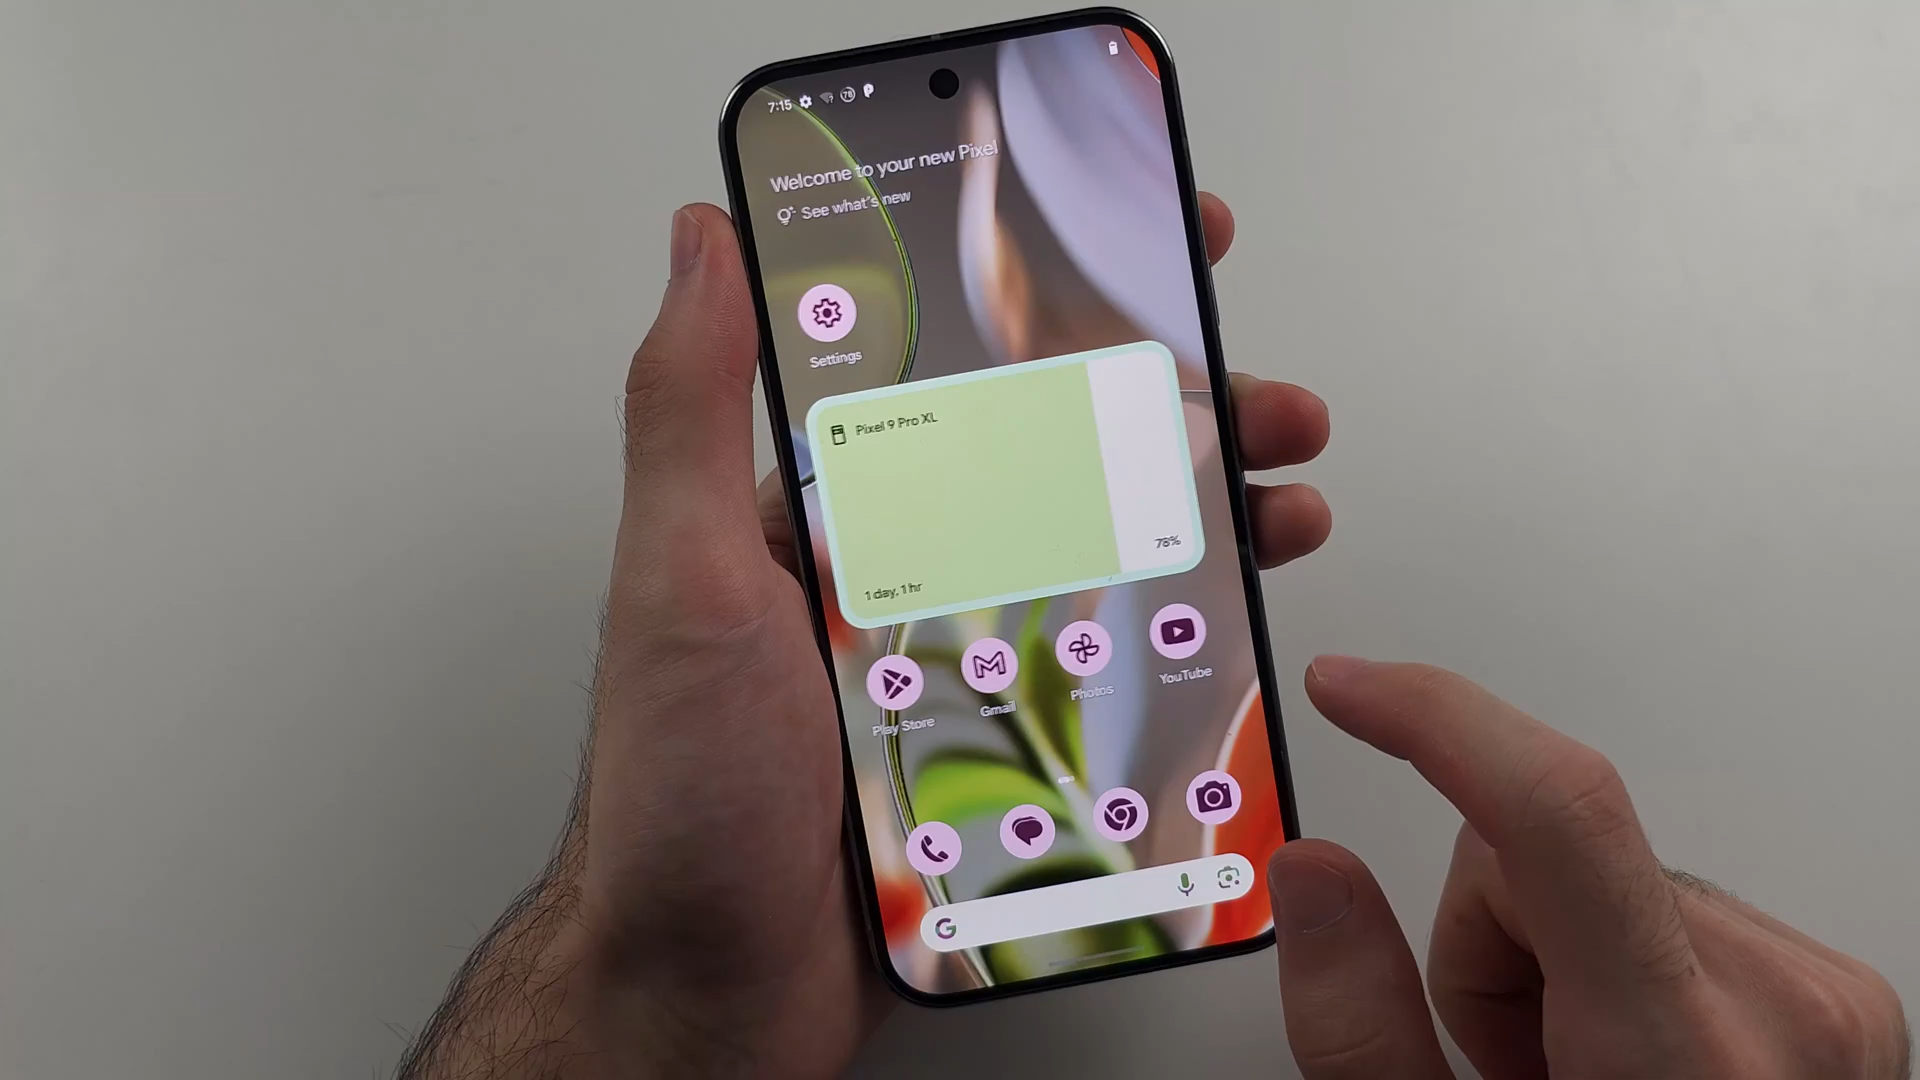 7:15
78
Welcome to your new Pixel
See what's new
Settings
Pixel 9 Pro XL
78%
1 day, 1 hr
Play Store
Gmail
Photos
YouTube
G